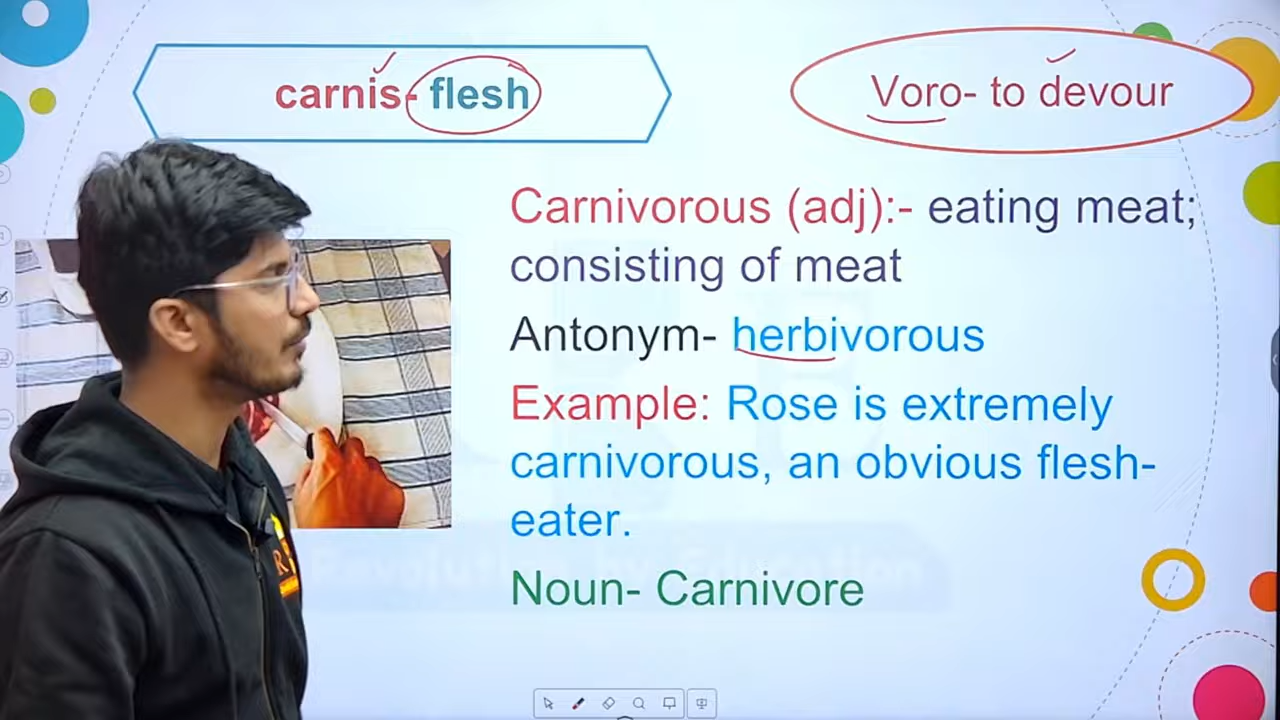 carnis- flesh
Voro- to devour
Carnivorous (adj):- eating meat;
consisting of meat
Antonym- herbivorous
Example: Rose is extremely
carnivorous, an obvious flesh-
eater.
Noun- Carnivore